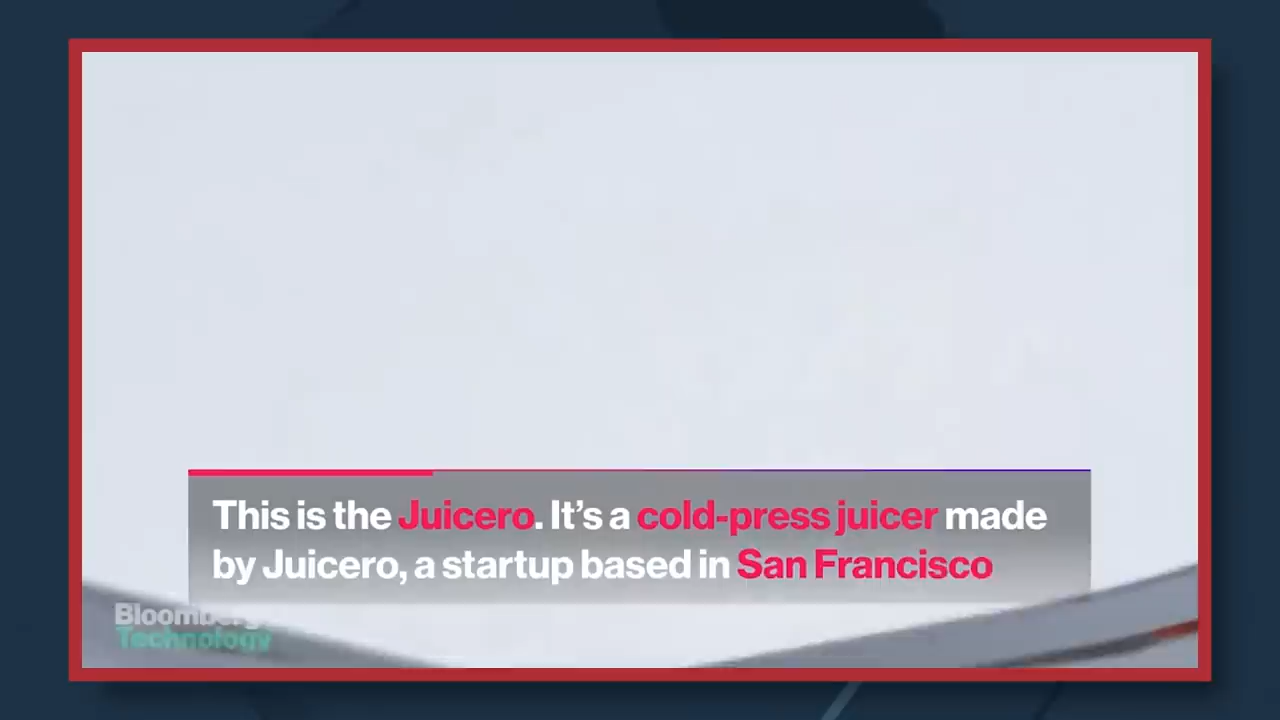 This is the Juicero. It's a cold-press juicer made
by Juicero, a startup based in San Francisco
Bloomberg
Technology